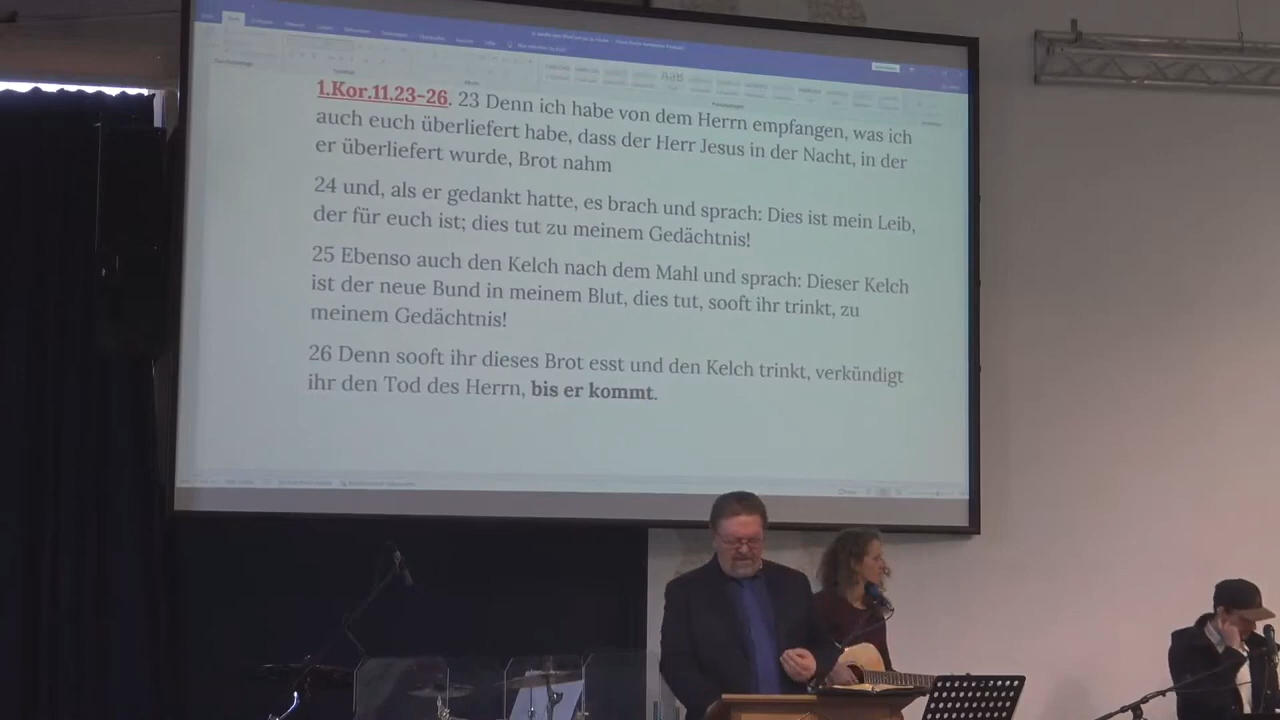 1.Kor.11.23-26. 23 Denn ich habe von dem Herrn empfangen, was ich
auch euch überliefert habe, dass der Herr Jesus in der Nacht, in der
er überliefert wurde, Brot nahm
24 und, als er gedankt hatte, es brach und sprach: Dies ist mein Leib,
der für euch ist; dies tut zu meinem Gedächtnis!
25 Ebenso auch den Kelch nach dem Mahl und sprach: Dieser Kelch
ist der neue Bund in meinem Blut, dies tut, sooft ihr trinkt, zu
meinem Gedächtnis!
26 Denn sooft ihr dieses Brot esst und den Kelch trinkt, verkündigt
ihr den Tod des Herrn, bis er kommt.